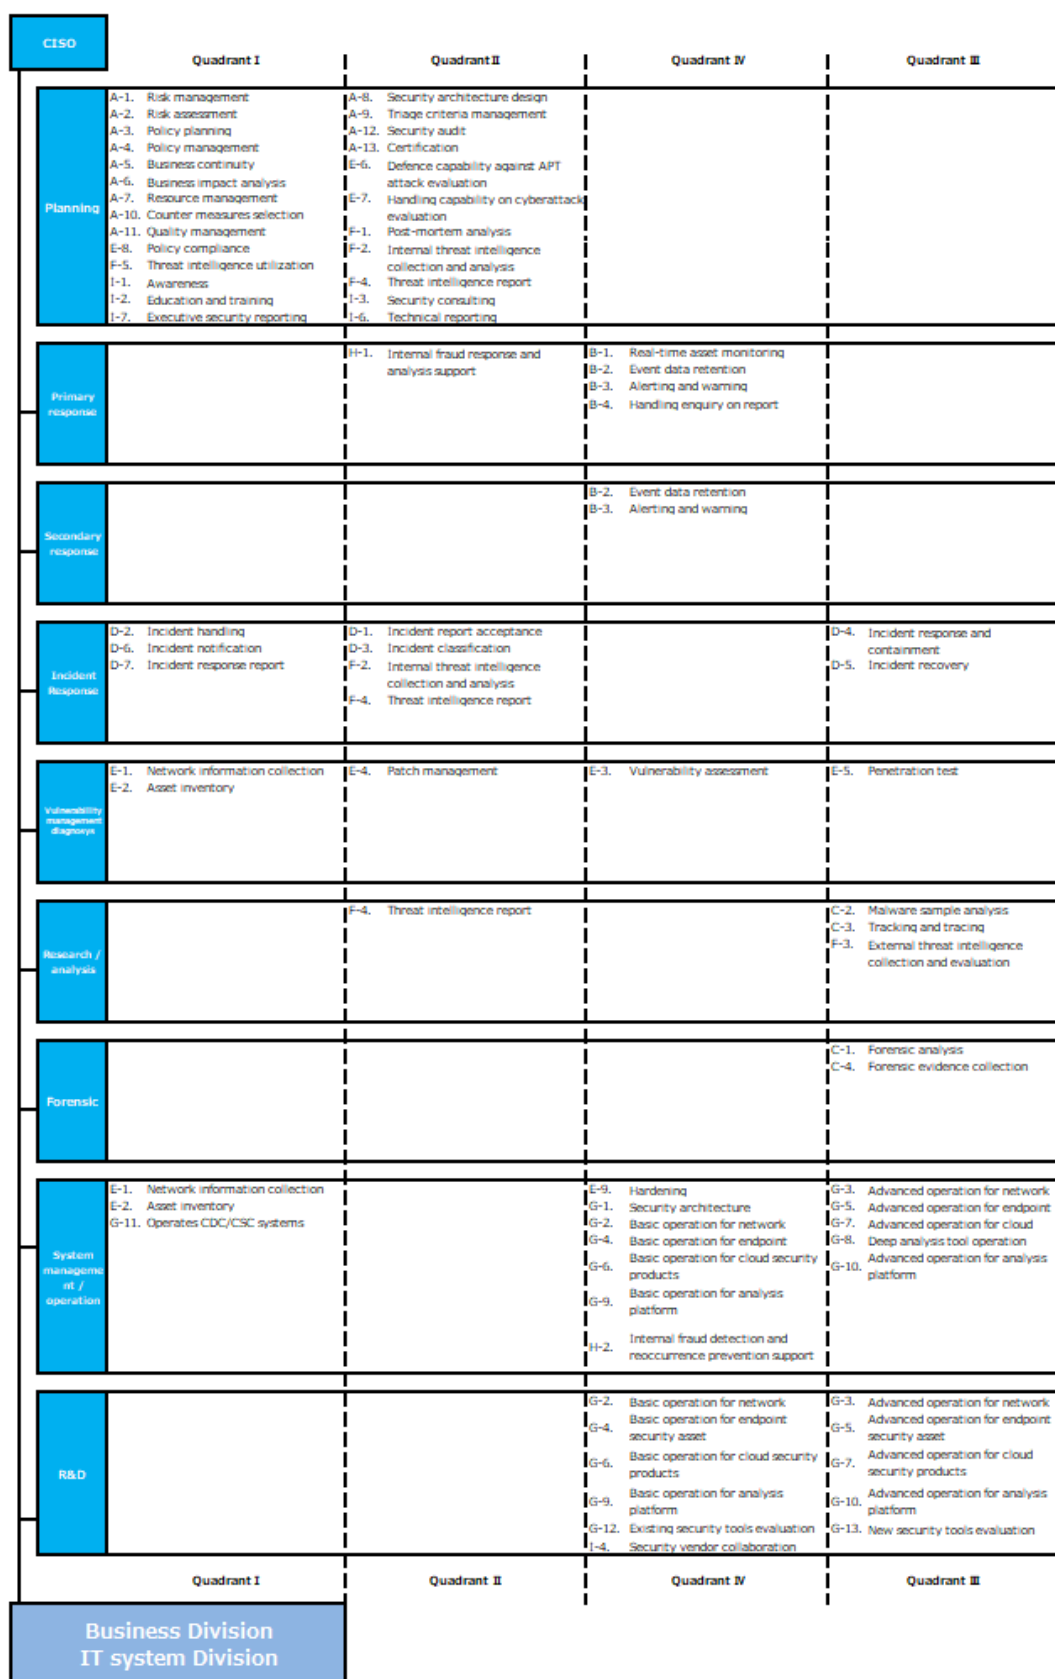 CISO
Quadrant I
Quadrant II
Quadrant IV
Quadrant III
Planning
A-1. Risk management
A-2. Risk assessment
A-3. Policy planning
A-4. Policy management
A-5. Business continuity
A-6. Business impact analysis
A-7. Resource management
A-10. Counter measures selection
A-11. Quality management
E-8. Policy compliance
F-5. Threat intelligence utilization
I-1. Awareness
I-2. Education and training
I-7. Executive security reporting
A-8. Security architecture design
A-9. Triage criteria management
A-12. Security audit
A-13. Certification
E-6. Defence capability against APT
attack evaluation
E-7. Handling capability on cyberattack
evaluation
F-1. Post-mortem analysis
F-2. Internal threat intelligence
collection and analysis
F-4. Threat intelligence report
I-3. Security consulting
I-6. Technical reporting
Primary
response
H-1. Internal fraud response and
analysis support
B-1. Real-time asset monitoring
B-2. Event data retention
B-3. Alerting and warning
B-4. Handling enquiry on report
Secondary
response
B-2. Event data retention
B-3. Alerting and warning
Incident
Response
D-2. Incident handling
D-6. Incident notification
D-7. Incident response report
D-1. Incident report acceptance
D-3. Incident classification
F-2. Internal threat intelligence
collection and analysis
F-4. Threat intelligence report
D-4. Incident response and
containment
D-5. Incident recovery
Vulnerability
management
diagnosys
E-1. Network information collection
E-2. Asset inventory
E-4. Patch management
E-3. Vulnerability assessment
E-5. Penetration test
Research /
analysis
F-4. Threat intelligence report
C-2. Malware sample analysis
C-3. Tracking and tracing
F-3. External threat intelligence
collection and evaluation
Forensic
C-1. Forensic analysis
C-4. Forensic evidence collection
System
manageme
nt /
operation
E-1. Network information collection
E-2. Asset inventory
G-11. Operates CDC/CSC systems
E-9. Hardening
G-1. Security architecture
G-2. Basic operation for network
G-4. Basic operation for endpoint
G-6. Basic operation for cloud security
products
G-9. Basic operation for analysis
platform
H-2. Internal fraud detection and
reoccurrence prevention support
G-3. Advanced operation for network
G-5. Advanced operation for endpoint
G-7. Advanced operation for cloud
G-8. Deep analysis tool operation
G-10. Advanced operation for analysis
platform
R&D
G-2. Basic operation for network
G-4. Basic operation for endpoint
security asset
G-6. Basic operation for cloud security
products
G-9. Basic operation for analysis
platform
G-12. Existing security tools evaluation
I-4. Security vendor collaboration
G-3. Advanced operation for network
G-5. Advanced operation for endpoint
security asset
G-7. Advanced operation for cloud
security products
G-10. Advanced operation for analysis
platform
G-13. New security tools evaluation
Quadrant I
Quadrant II
Quadrant IV
Quadrant III
Business Division
IT system Division